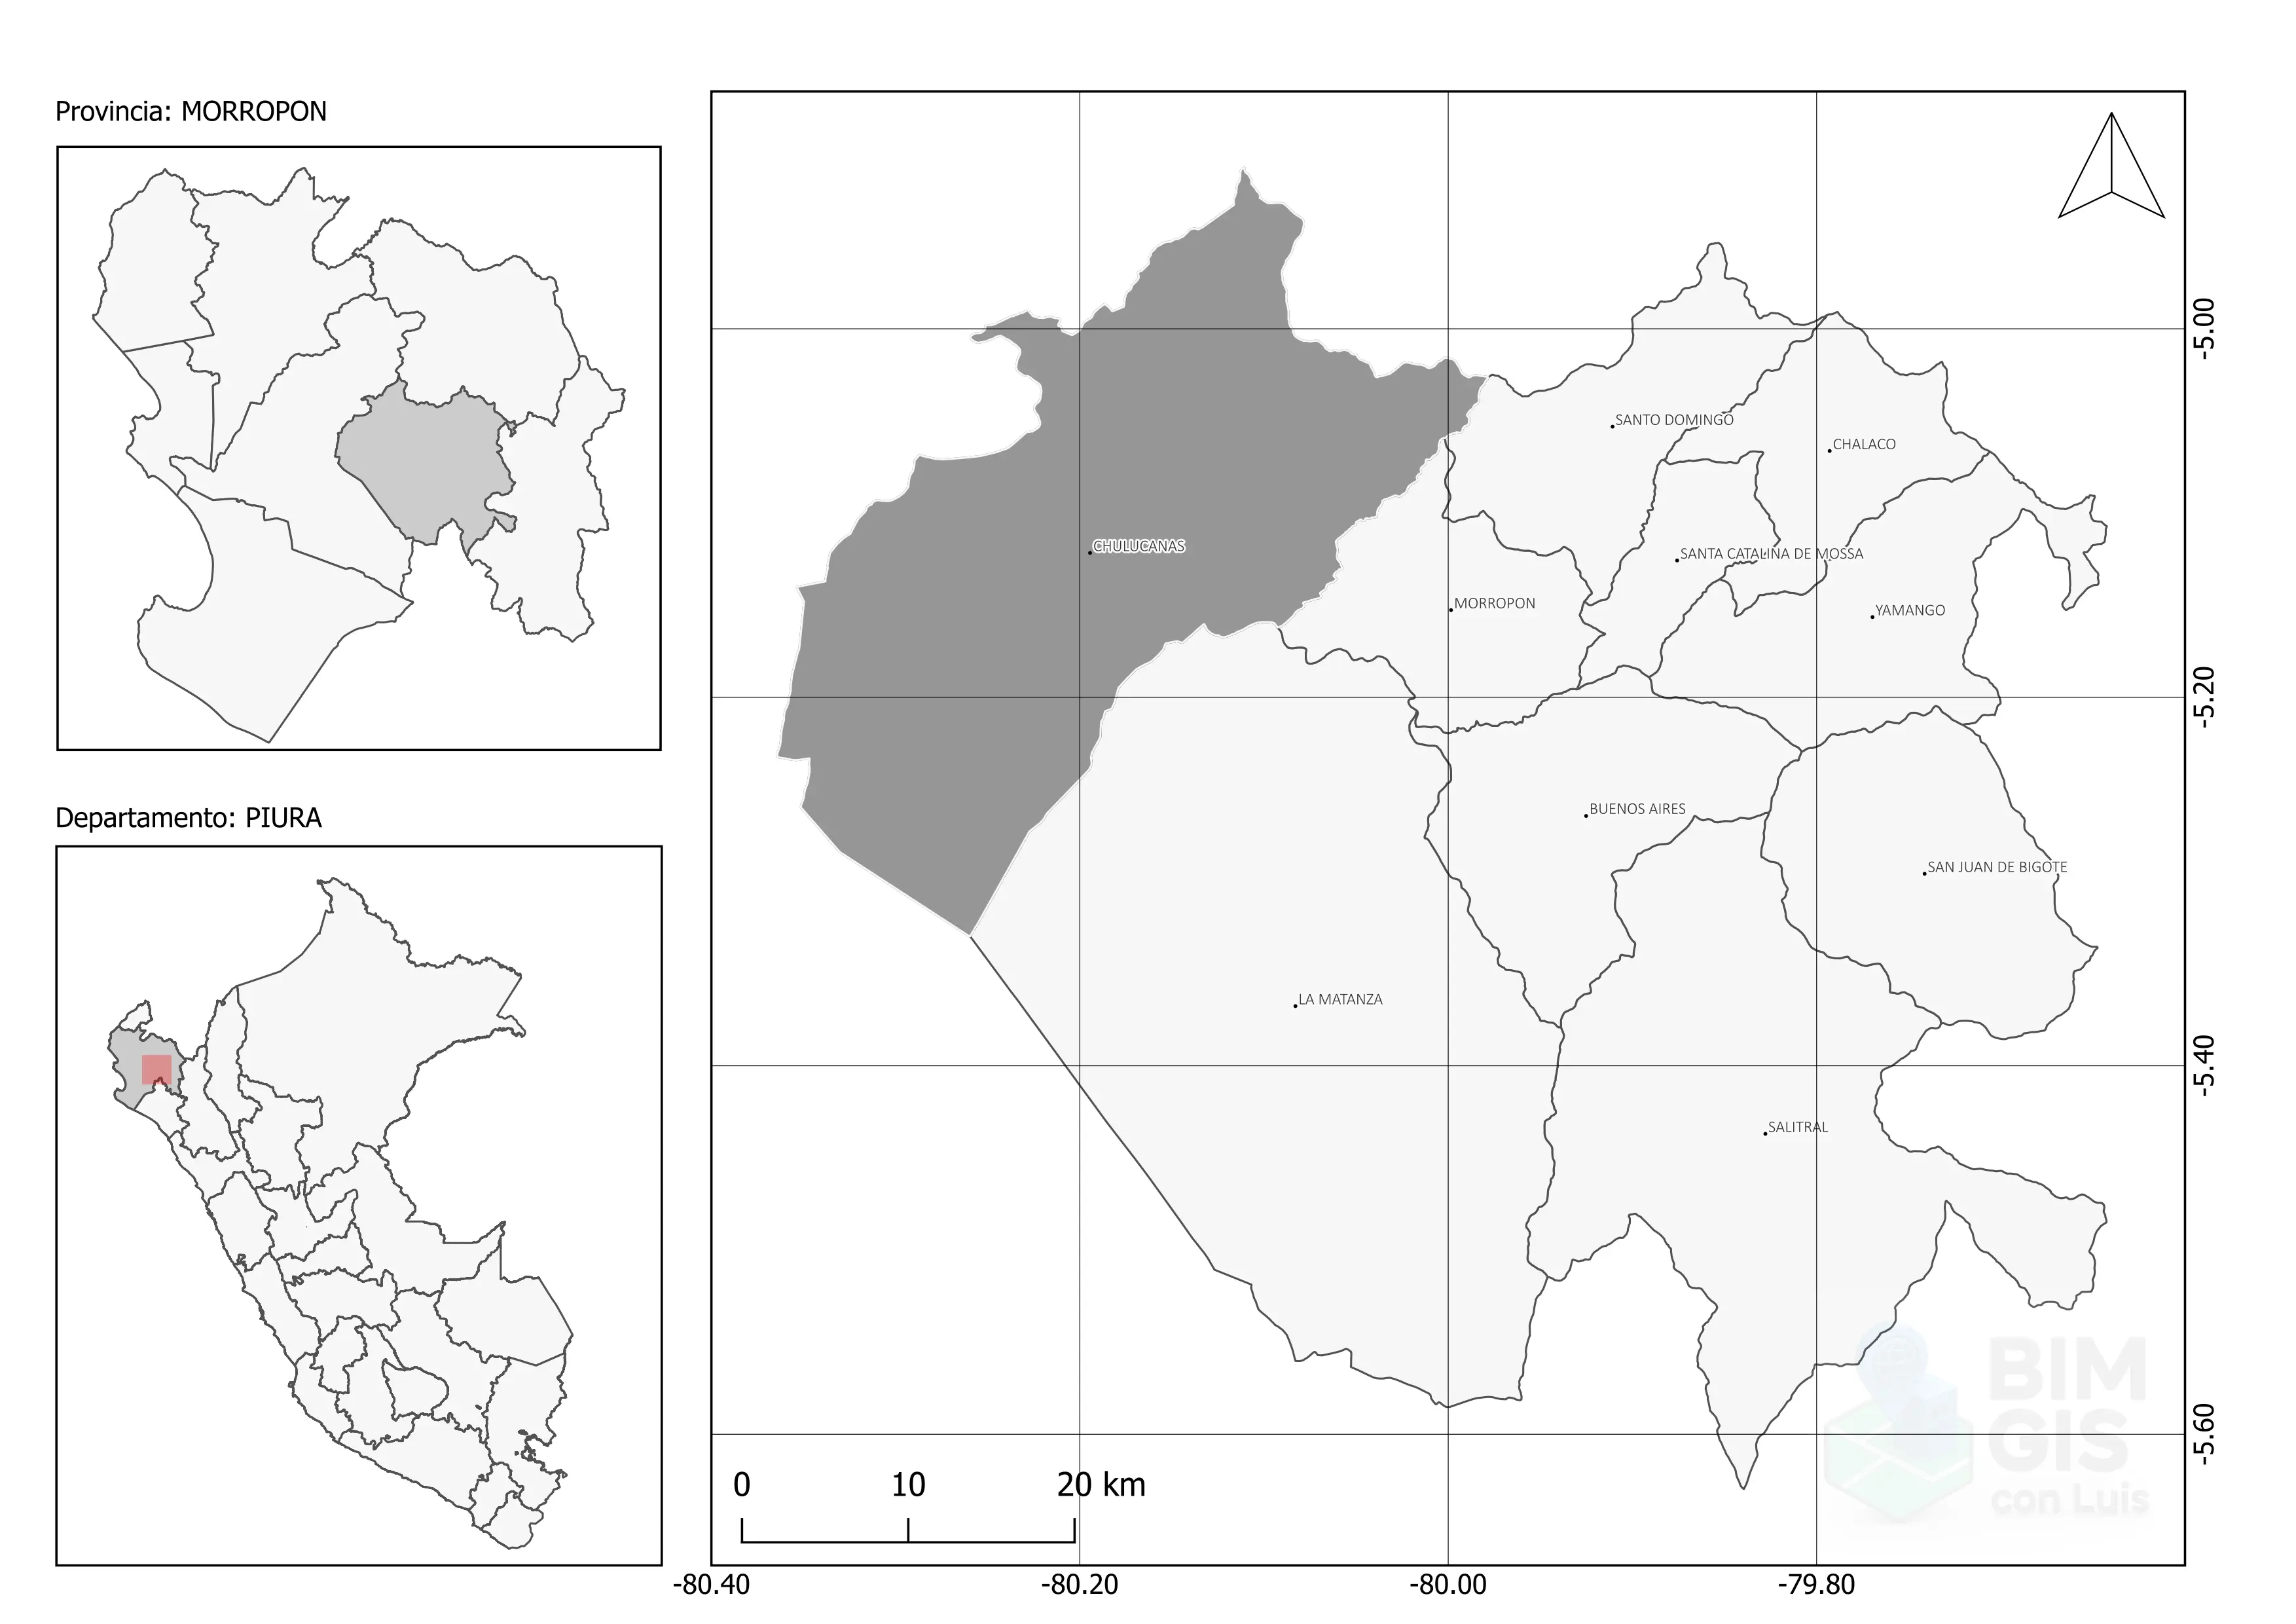 Provincia: MORROPON
Departamento: PIURA
SANTO DOMINGO
CHALACO
CHULUCANAS
SANTA CATALINA DE MOSSA
MORROPON
YAMANGO
BUENOS AIRES
SAN JUAN DE BIGOTE
LA MATANZA
SALITRAL
-5.00
-5.20
-5.40
-5.60
BIM
GIS
con Luis
0 10 20 km
-80.40 -80.20 -80.00 -79.80